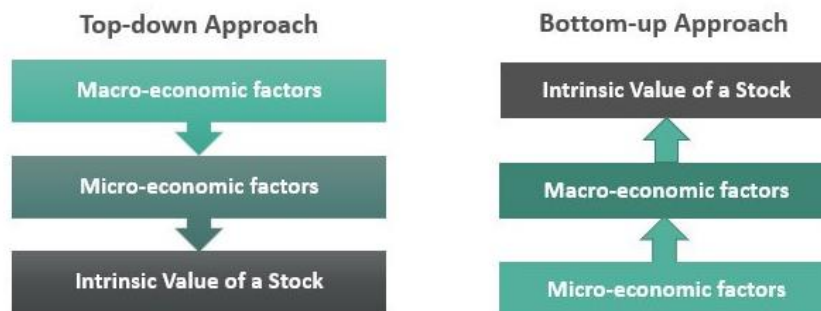 Top-down Approach
Macro-economic factors
Micro-economic factors
Intrinsic Value of a Stock
Bottom-up Approach
Intrinsic Value of a Stock
Macro-economic factors
Micro-economic factors